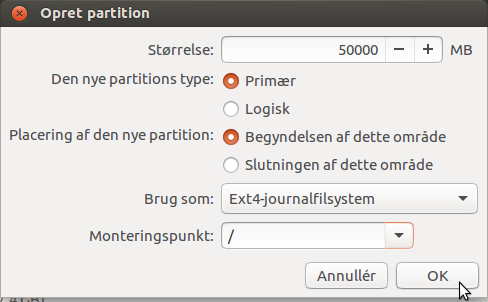 Opret partition
Størrelse: 50000 − + MB
Den nye partitions type: Primær
Logisk
Placering af den nye partition: Begyndelsen af dette område
Slutningen af dette område
Brug som: Ext4-journalfilsystem
Monteringspunkt: /
Annullér OK